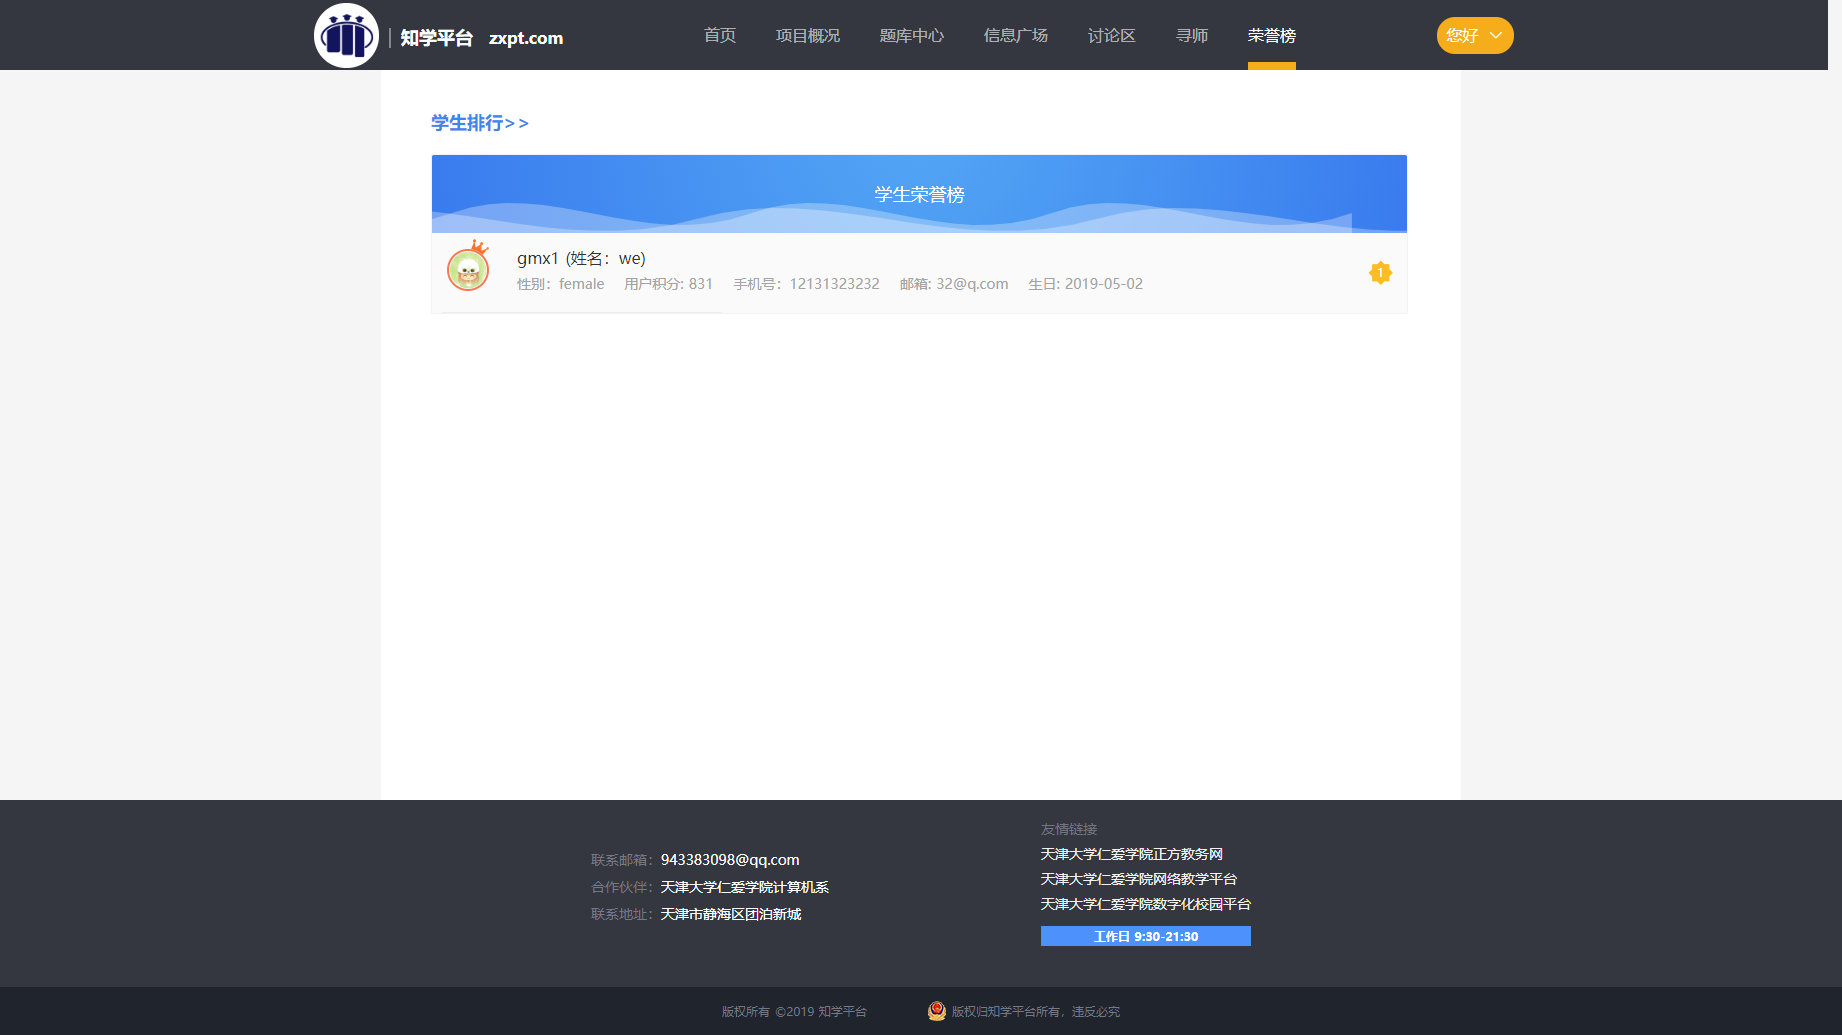 知学平台 zxpt.com 首页 项目概况 题库中心 信息广场 讨论区 寻师 荣誉榜 您好
学生排行>>
学生荣誉榜
gmx1 (姓名：we)
性别：female 用户积分: 831 手机号：12131323232 邮箱: 32@q.com 生日: 2019-05-02
1
联系邮箱：943383098@qq.com
合作伙伴：天津大学仁爱学院计算机系
联系地址：天津市静海区团泊新城
友情链接
天津大学仁爱学院正方教务网
天津大学仁爱学院网络教学平台
天津大学仁爱学院数字化校园平台
工作日 9:30-21:30
版权所有 ©2019 知学平台 版权归知学平台所有，违反必究